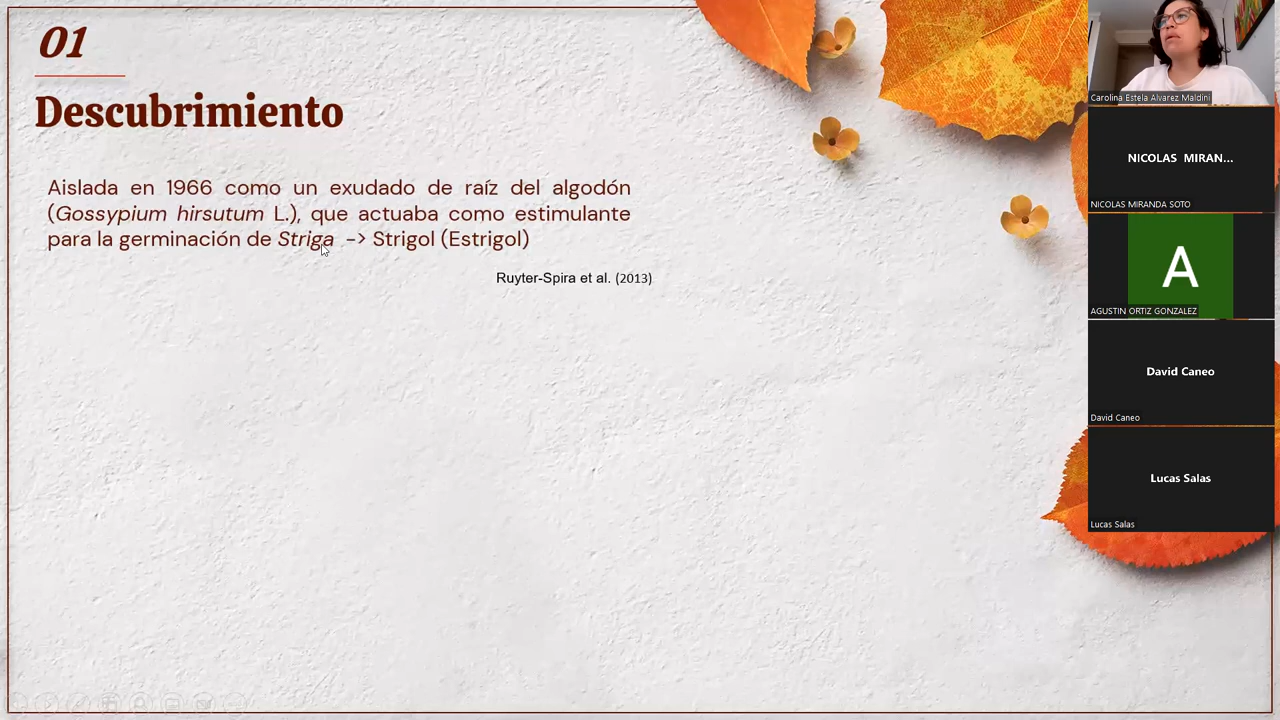 01
Descubrimiento
Aislada en 1966 como un exudado de raíz del algodón
(Gossypium hirsutum L.), que actuaba como estimulante
para la germinación de Striga -> Strigol (Estrigol)
Ruyter-Spira et al. (2013)
Carolina Estela Alvarez Maldini
NICOLAS MIRAN...
NICOLAS MIRANDA SOTO
A
AGUSTIN ORTIZ GONZALEZ
David Caneo
David Caneo
Lucas Salas
Lucas Salas